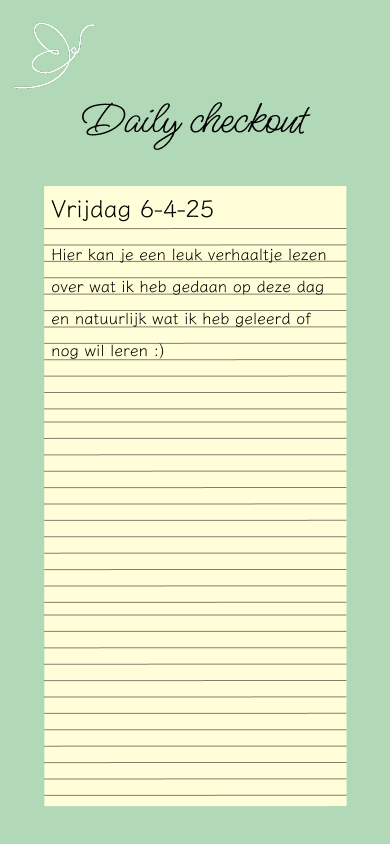 Daily checkout
Vrijdag 6-4-25
Hier kan je een leuk verhaaltje lezen
over wat ik heb gedaan op deze dag
en natuurlijk wat ik heb geleerd of
nog wil leren :)